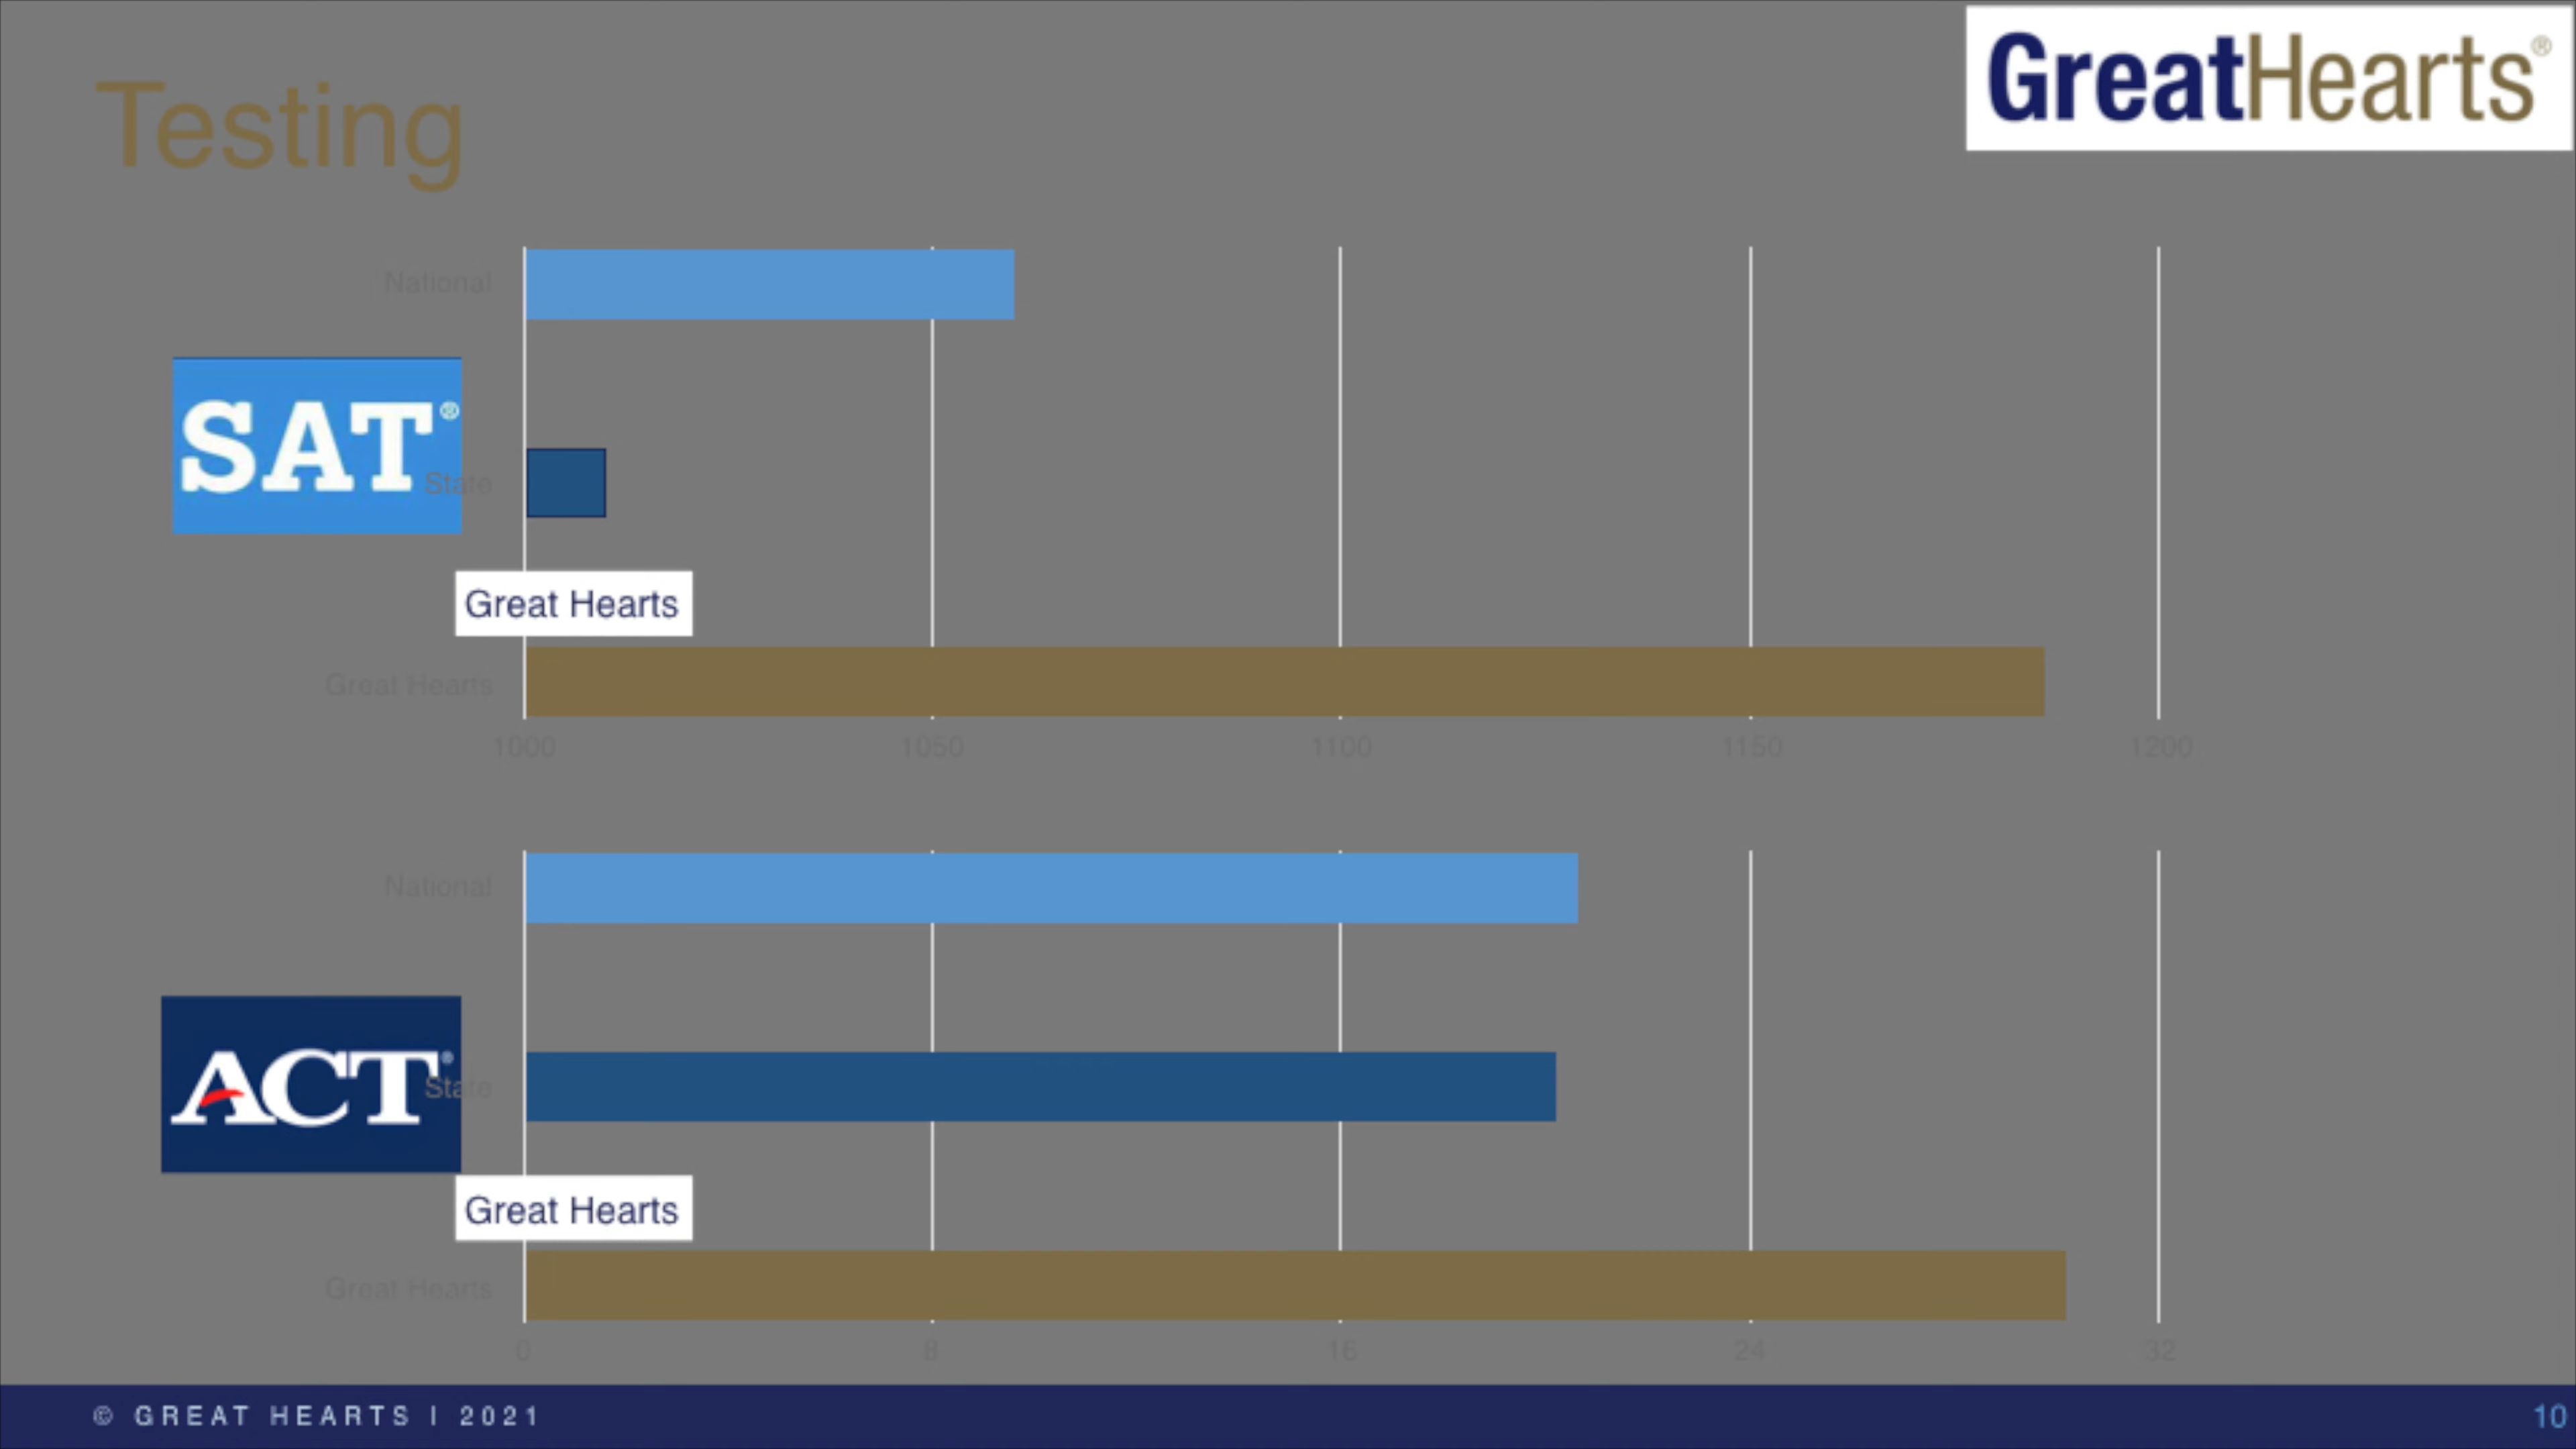 GreatHearts®
Testing
National
SAT®
State
Great Hearts
Great Hearts
1000 1050 1100 1150 1200
National
ACT®
State
Great Hearts
Great Hearts
0 8 16 24 32
© GREAT HEARTS | 2021
10